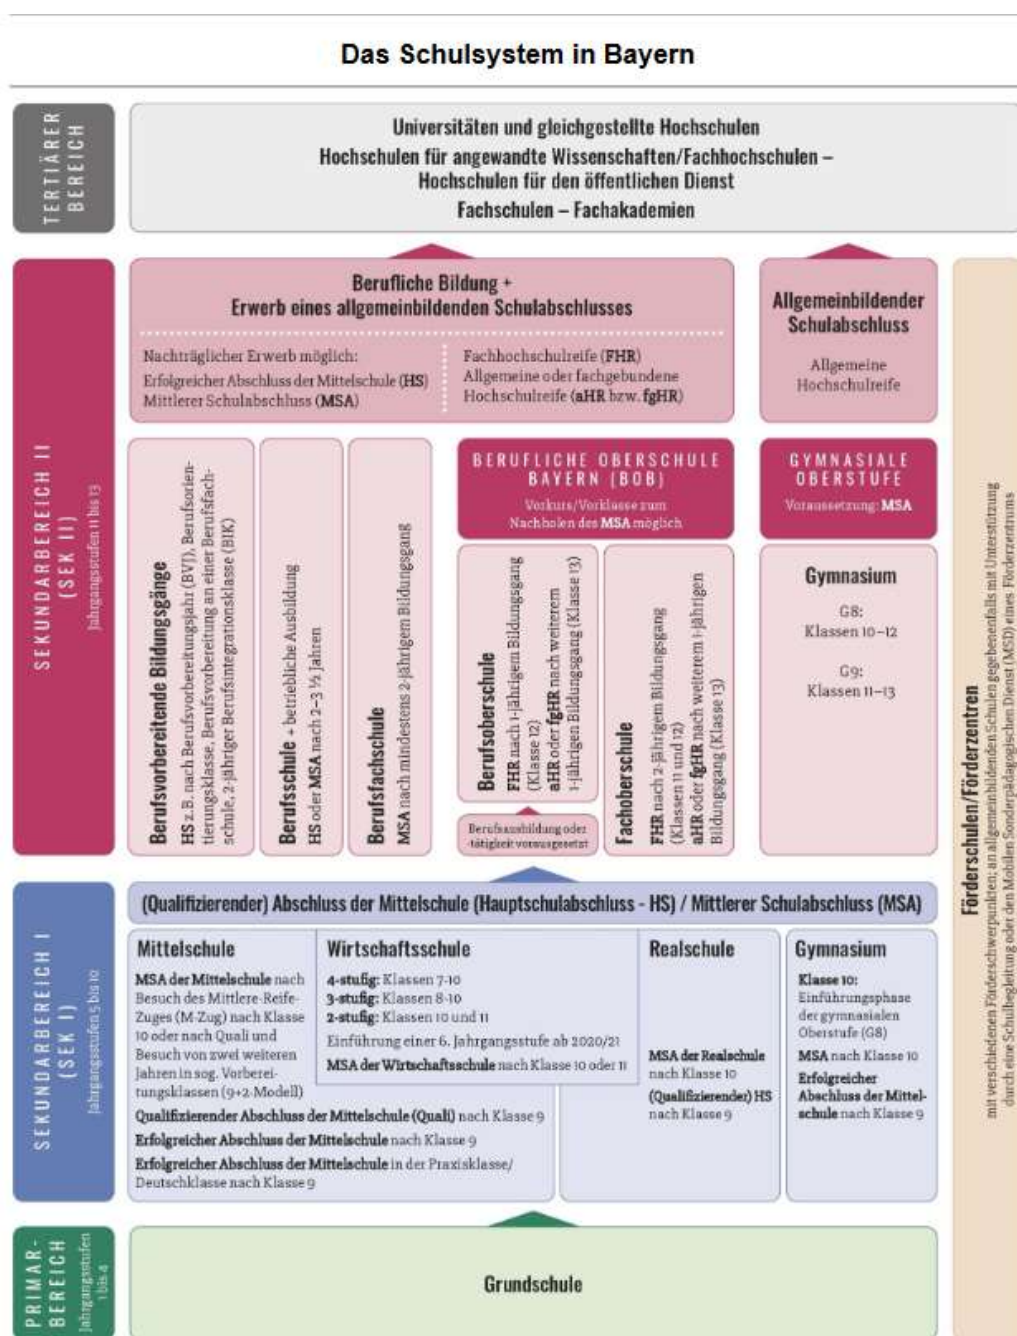 Das Schulsystem in Bayern
TERTIÄRER
BEREICH
Universitäten und gleichgestellte Hochschulen
Hochschulen für angewandte Wissenschaften/Fachhochschulen –
Hochschulen für den öffentlichen Dienst
Fachschulen – Fachakademien
SEKUNDARBEREICH II
(SEK II)
Jahrgangsstufen 11 bis 13
Berufliche Bildung +
Erwerb eines allgemeinbildenden Schulabschlusses
Nachträglicher Erwerb möglich:
Erfolgreicher Abschluss der Mittelschule (HS)
Mittlerer Schulabschluss (MSA)
Fachhochschulreife (FHR)
Allgemeine oder fachgebundene
Hochschulreife (aHR bzw. fgHR)
Allgemeinbildender
Schulabschluss
Allgemeine
Hochschulreife
Berufsvorbereitende Bildungsgänge
HS z.B. nach Berufsvorbereitungsjahr (BVJ), Berufsorien-
tierungsklasse, Berufsvorbereitung an einer Berufsfach-
schule, 2-jähriger Berufsintegrationsklasse (BIK)
Berufsschule + betriebliche Ausbildung
HS oder MSA nach 2–3 ½ Jahren
Berufsfachschule
MSA nach mindestens 2-jährigem Bildungsgang
BERUFLICHE OBERSCHULE
BAYERN (BOB)
Vorkurs/Vorklasse zum
Nachholen des MSA möglich
Berufsoberschule
FHR nach 1-jährigem Bildungsgang
(Klasse 12)
aHR oder fgHR nach weiterem
1-jährigen Bildungsgang (Klasse 13)
Berufsausbildung oder
-tätigkeit vorausgesetzt
Fachoberschule
FHR nach 2-jährigem Bildungsgang
(Klassen 11 und 12)
aHR oder fgHR nach weiterem 1-jährigen
Bildungsgang (Klasse 13)
GYMNASIALE
OBERSTUFE
Voraussetzung: MSA
Gymnasium
G8:
Klassen 10–12
G9:
Klassen 11–13
Förderschulen/Förderzentren
mit verschiedenen Förderschwerpunkten; an allgemeinbildenden Schulen gegebenenfalls mit Unterstützung
durch eine Schulbegleitung oder den Mobilen Sonderpädagogischen Dienst (MSD) eines Förderzentrums
SEKUNDARBEREICH I
(SEK I)
Jahrgangsstufen 5 bis 10
(Qualifizierender) Abschluss der Mittelschule (Hauptschulabschluss - HS) / Mittlerer Schulabschluss (MSA)
Mittelschule
MSA der Mittelschule nach
Besuch des Mittlere-Reife-
Zuges (M-Zug) nach Klasse
10 oder nach Quali und
Besuch von zwei weiteren
Jahren in sog. Vorberei-
tungsklassen (9+2-Modell)
Qualifizierender Abschluss der Mittelschule (Quali) nach Klasse 9
Erfolgreicher Abschluss der Mittelschule nach Klasse 9
Erfolgreicher Abschluss der Mittelschule in der Praxisklasse/
Deutschklasse nach Klasse 9
Wirtschaftsschule
4-stufig: Klassen 7-10
3-stufig: Klassen 8-10
2-stufig: Klassen 10 und 11
Einführung einer 6. Jahrgangsstufe ab 2020/21
MSA der Wirtschaftsschule nach Klasse 10 oder 11
Realschule
MSA der Realschule
nach Klasse 10
(Qualifizierender) HS
nach Klasse 9
Gymnasium
Klasse 10:
Einführungsphase
der gymnasialen
Oberstufe (G8)
MSA nach Klasse 10
Erfolgreicher
Abschluss der Mittel-
schule nach Klasse 9
PRIMAR-
BEREICH
Jahrgangsstufen
1 bis 4
Grundschule